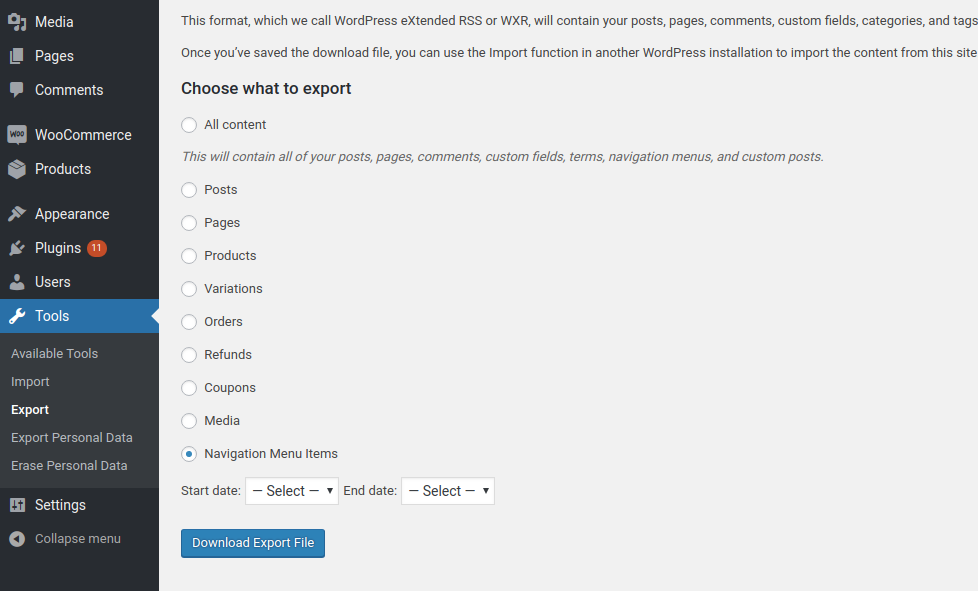 Media
Pages
Comments
WOO WooCommerce
Products
Appearance
Plugins 11
Users
Tools
Available Tools
Import
Export
Export Personal Data
Erase Personal Data
Settings
Collapse menu
This format, which we call WordPress eXtended RSS or WXR, will contain your posts, pages, comments, custom fields, categories, and tags
Once you've saved the download file, you can use the Import function in another WordPress installation to import the content from this site
Choose what to export
All content
This will contain all of your posts, pages, comments, custom fields, terms, navigation menus, and custom posts.
Posts
Pages
Products
Variations
Orders
Refunds
Coupons
Media
Navigation Menu Items
Start date: — Select — End date: — Select —
Download Export File